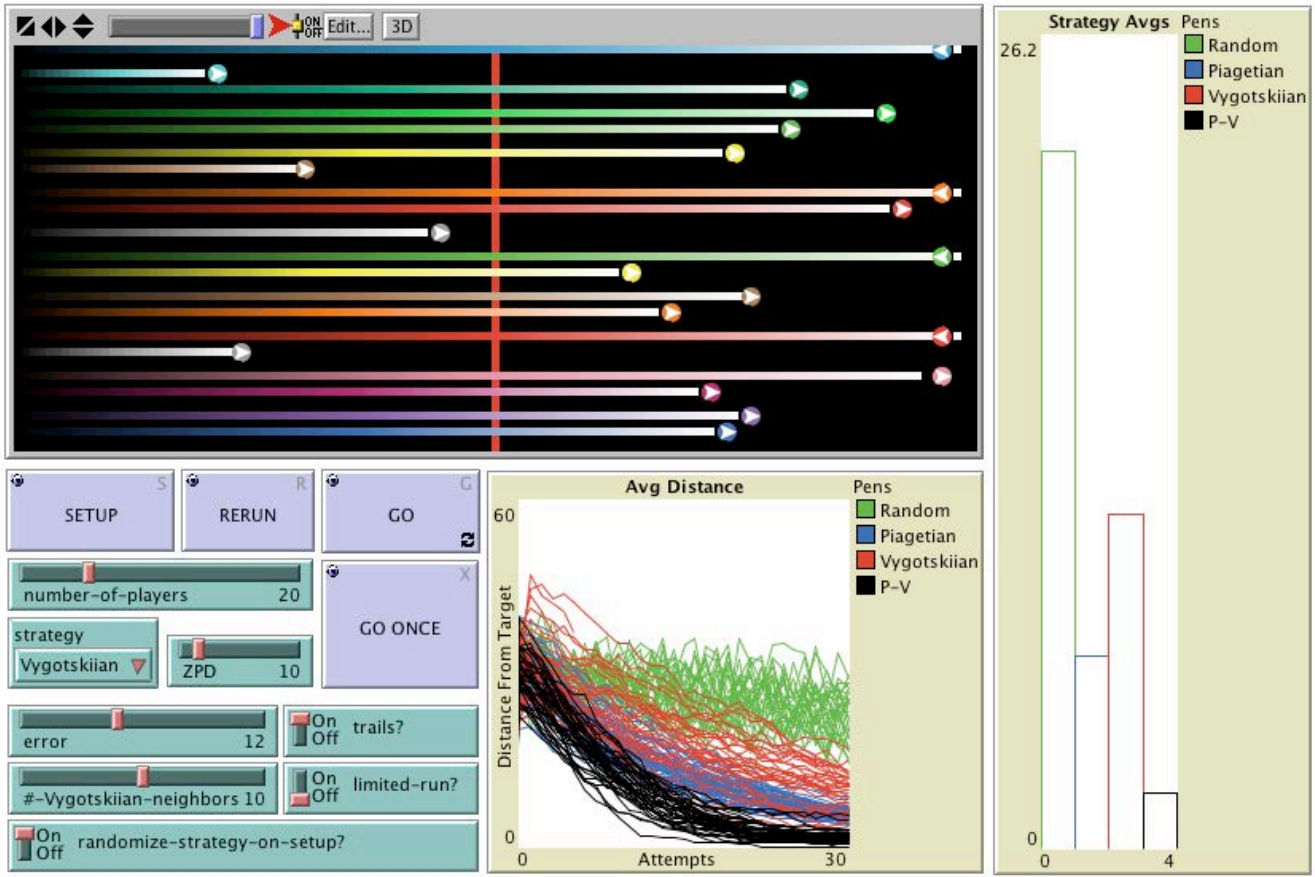 ON
OFF
Edit...
3D
SETUP S
RERUN R
GO G
number-of-players 20
strategy
Vygotskiian
ZPD 10
GO ONCE X
error 12
On
Off
trails?
#-Vygotskiian-neighbors 10
On
Off
limited-run?
On
Off
randomize-strategy-on-setup?
Avg Distance
Pens
Random
Piagetian
Vygotskiian
P-V
60
Distance From Target
0
0 Attempts 30
Strategy Avgs Pens
26.2
Random
Piagetian
Vygotskiian
P-V
0
0 4